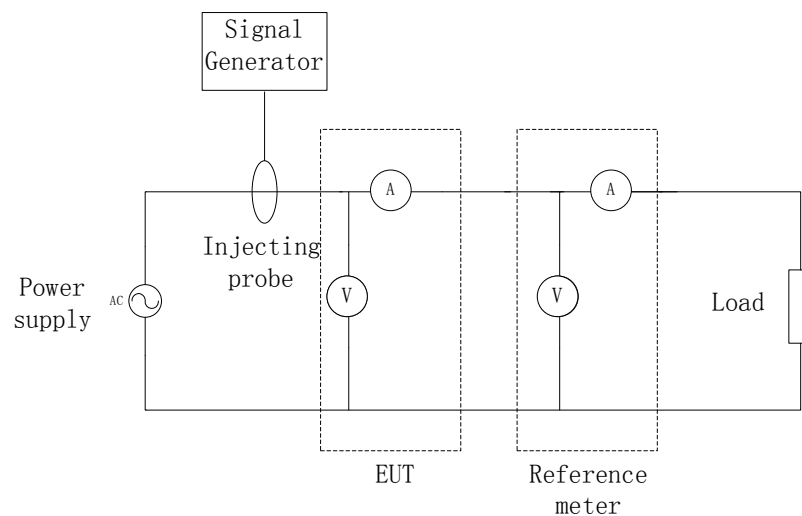 Signal
Generator
A
A
Injecting
probe
Power
supply
AC
V
V
Load
EUT
Reference
meter